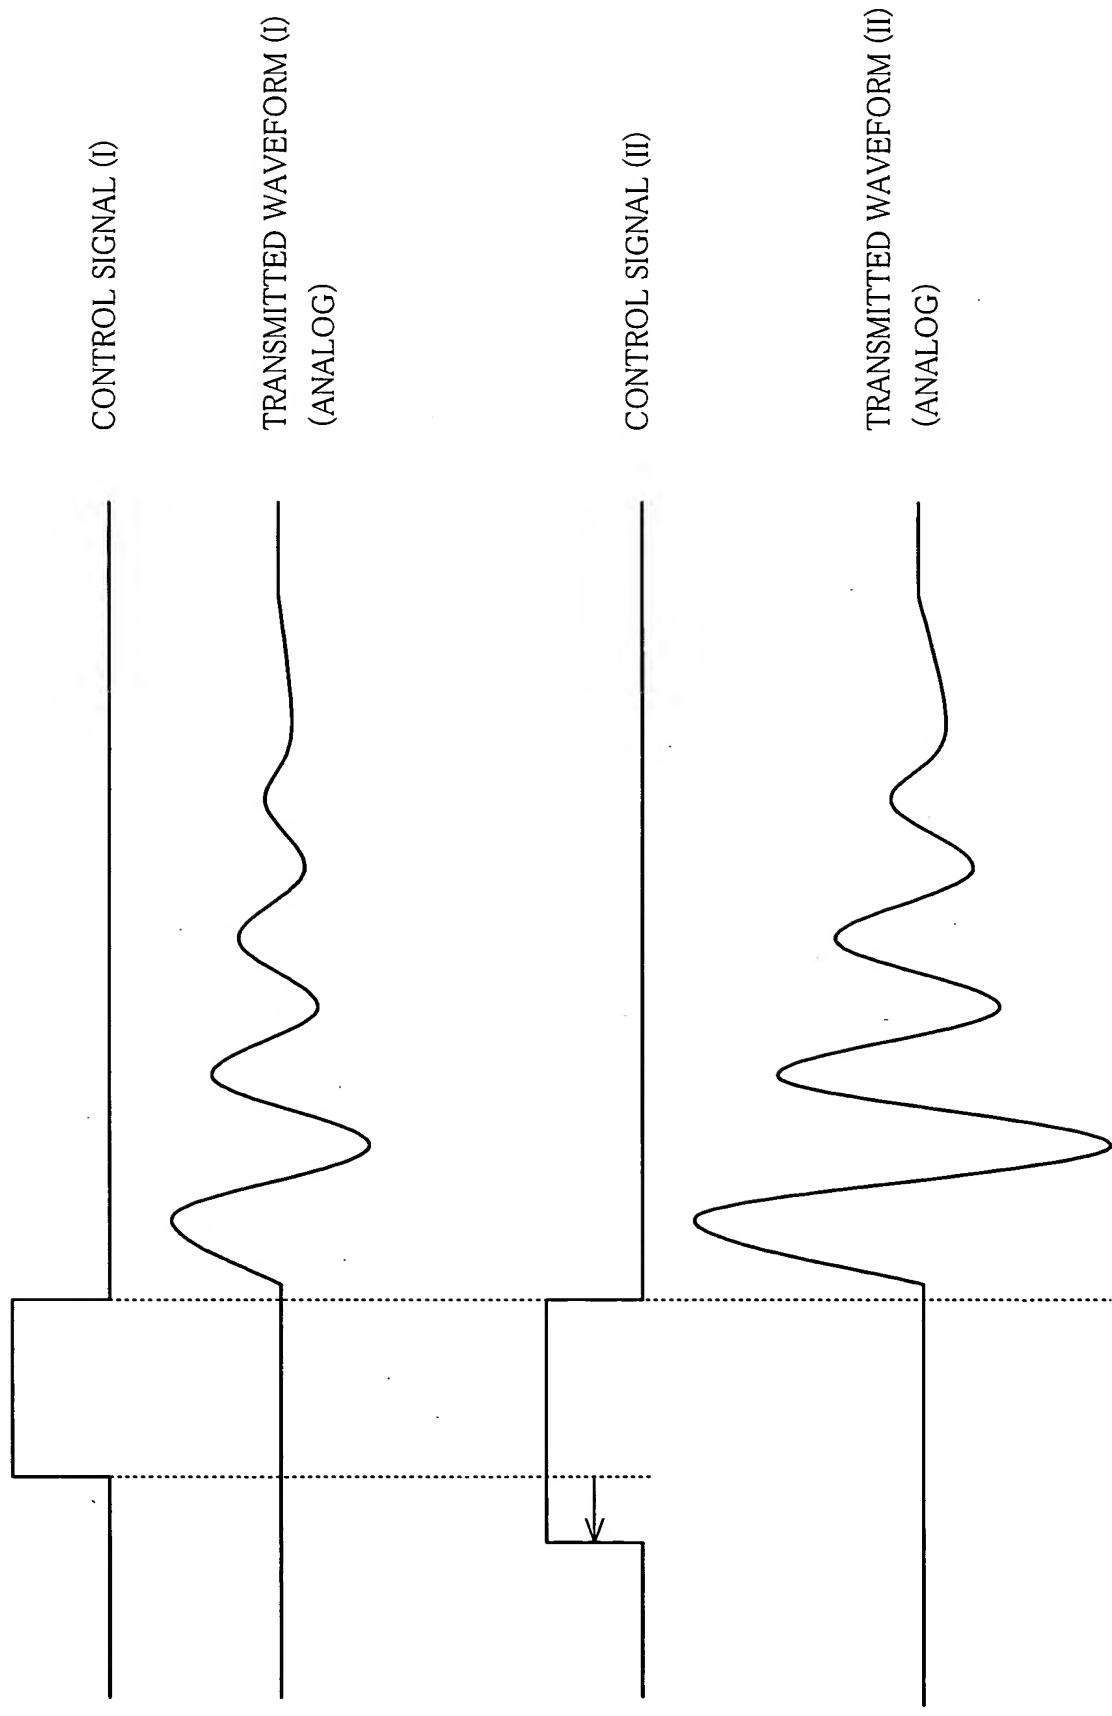 CONTROL SIGNAL (I)
TRANSMITTED WAVEFORM (I)
(ANALOG)
CONTROL SIGNAL (II)
TRANSMITTED WAVEFORM (II)
(ANALOG)